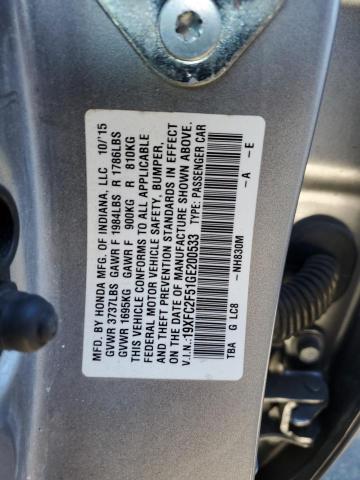 MFD. BY HONDA MFG. OF INDIANA, LLC 10/'15
GVWR 3737LBS GAWR F 1984LBS R 1786LBS
GVWR 1695KG GAWR F 900KG R 810KG
THIS VEHICLE CONFORMS TO ALL APPLICABLE
FEDERAL MOTOR VEHICLE SAFETY, BUMPER,
AND THEFT PREVENTION STANDARDS IN EFFECT
ON THE DATE OF MANUFACTURE SHOWN ABOVE.
V.I.N.:19XFC2F51GE200533 TYPE: PASSENGER CAR
TBA G LC8 -NH830M -A -E